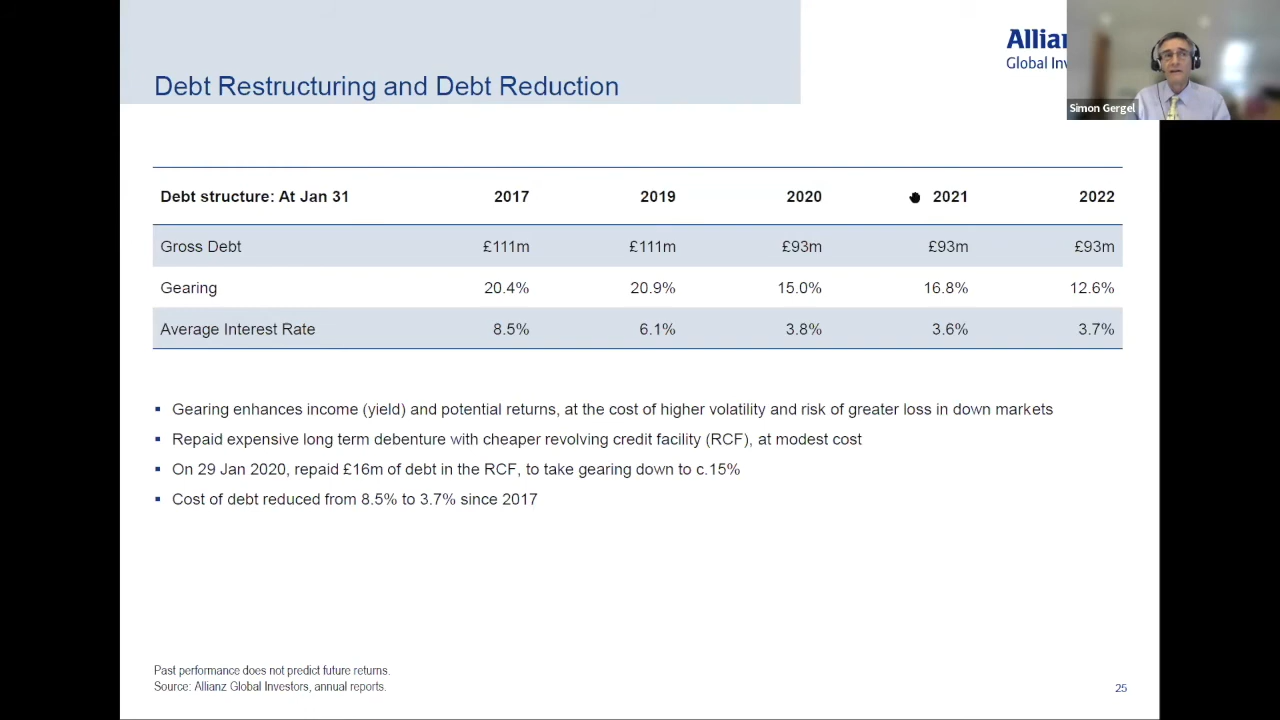 Allian
Global Inv
Simon Gergel
Debt Restructuring and Debt Reduction
Debt structure: At Jan 31 2017 2019 2020 2021 2022
Gross Debt £111m £111m £93m £93m £93m
Gearing 20.4% 20.9% 15.0% 16.8% 12.6%
Average Interest Rate 8.5% 6.1% 3.8% 3.6% 3.7%
▪ Gearing enhances income (yield) and potential returns, at the cost of higher volatility and risk of greater loss in down markets
▪ Repaid expensive long term debenture with cheaper revolving credit facility (RCF), at modest cost
▪ On 29 Jan 2020, repaid £16m of debt in the RCF, to take gearing down to c.15%
▪ Cost of debt reduced from 8.5% to 3.7% since 2017
Past performance does not predict future returns.
Source: Allianz Global Investors, annual reports.
25